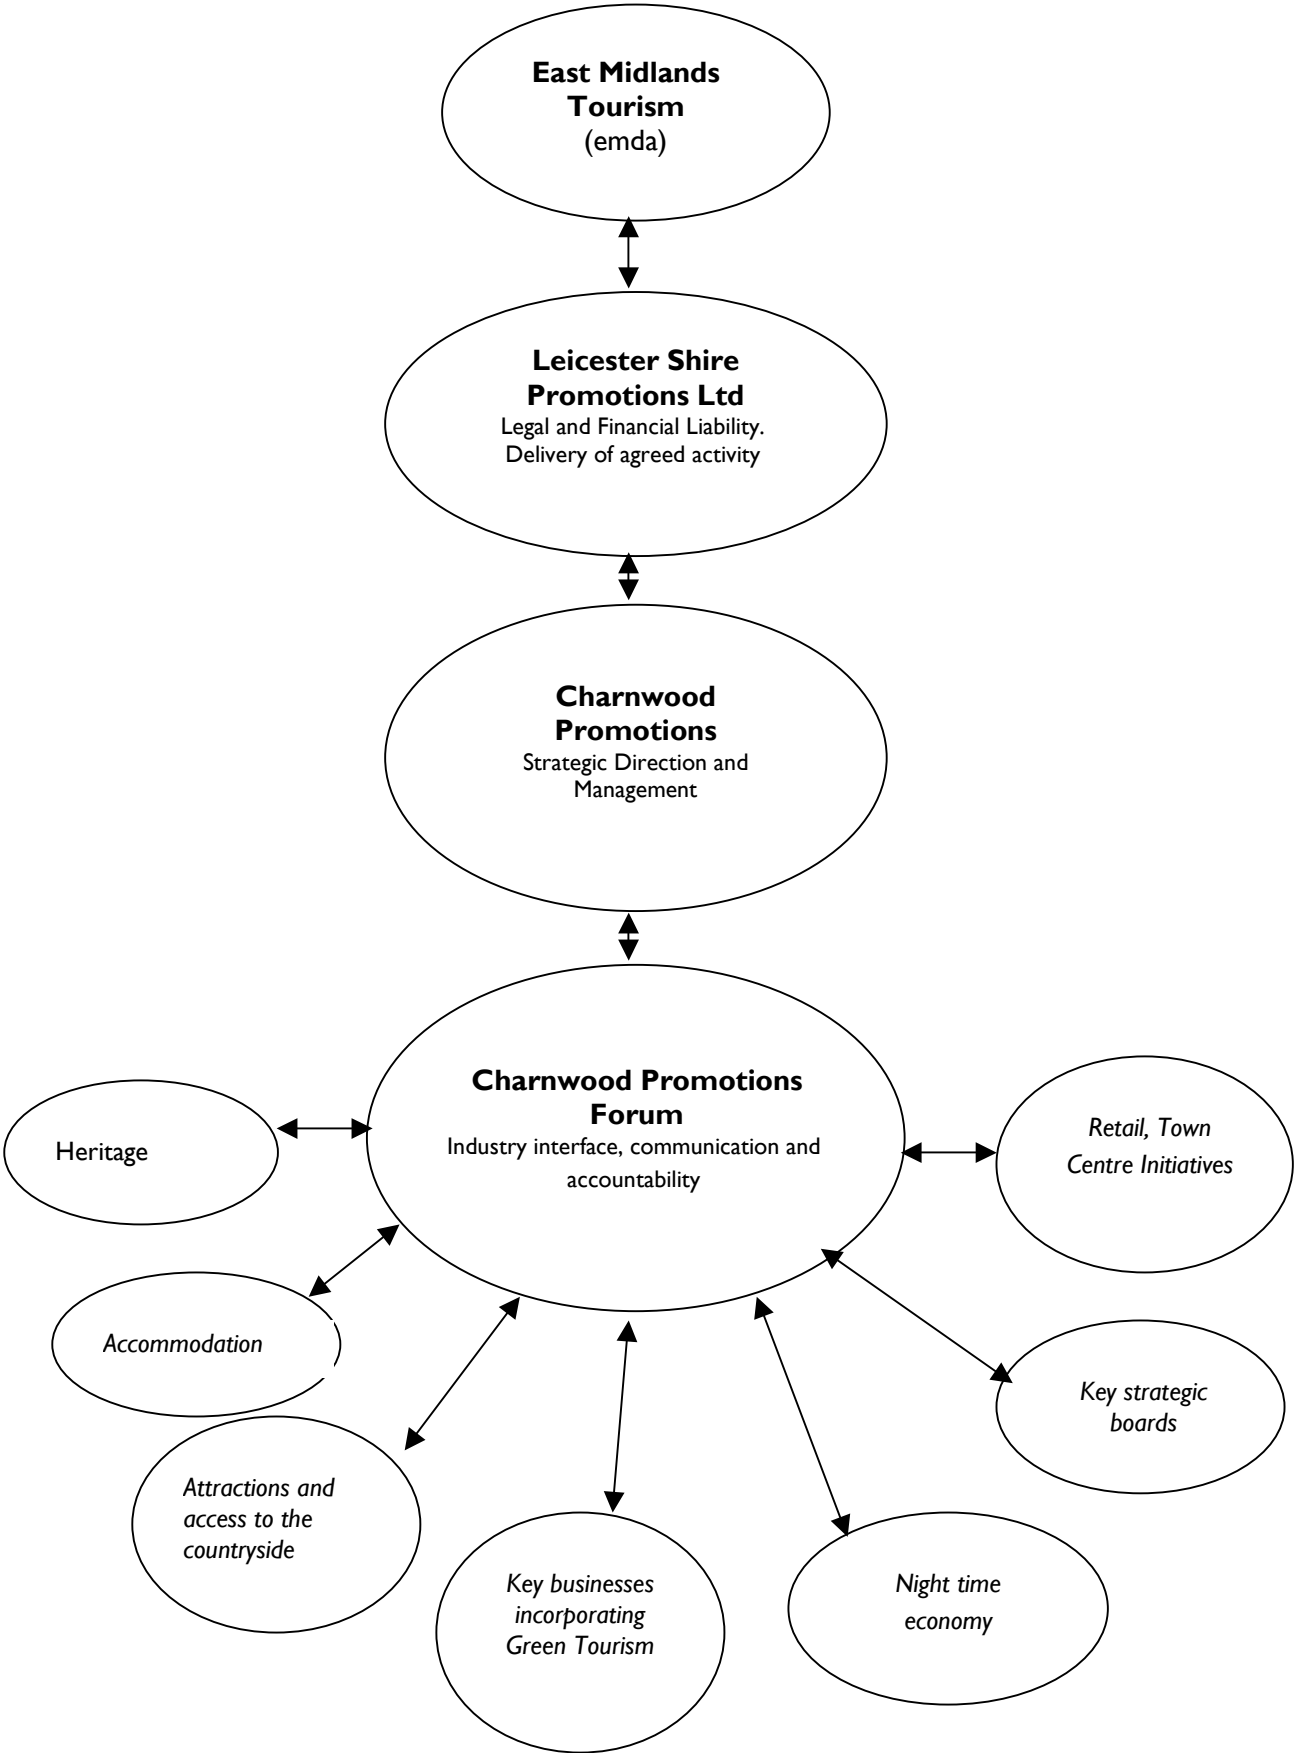 East Midlands
Tourism
(emda)
Leicester Shire
Promotions Ltd
Legal and Financial Liability.
Delivery of agreed activity
Charnwood
Promotions
Strategic Direction and
Management
Charnwood Promotions
Forum
Industry interface, communication and
accountability
Heritage
Retail, Town
Centre Initiatives
Accommodation
Key strategic
boards
Attractions and
access to the
countryside
Key businesses
incorporating
Green Tourism
Night time
economy